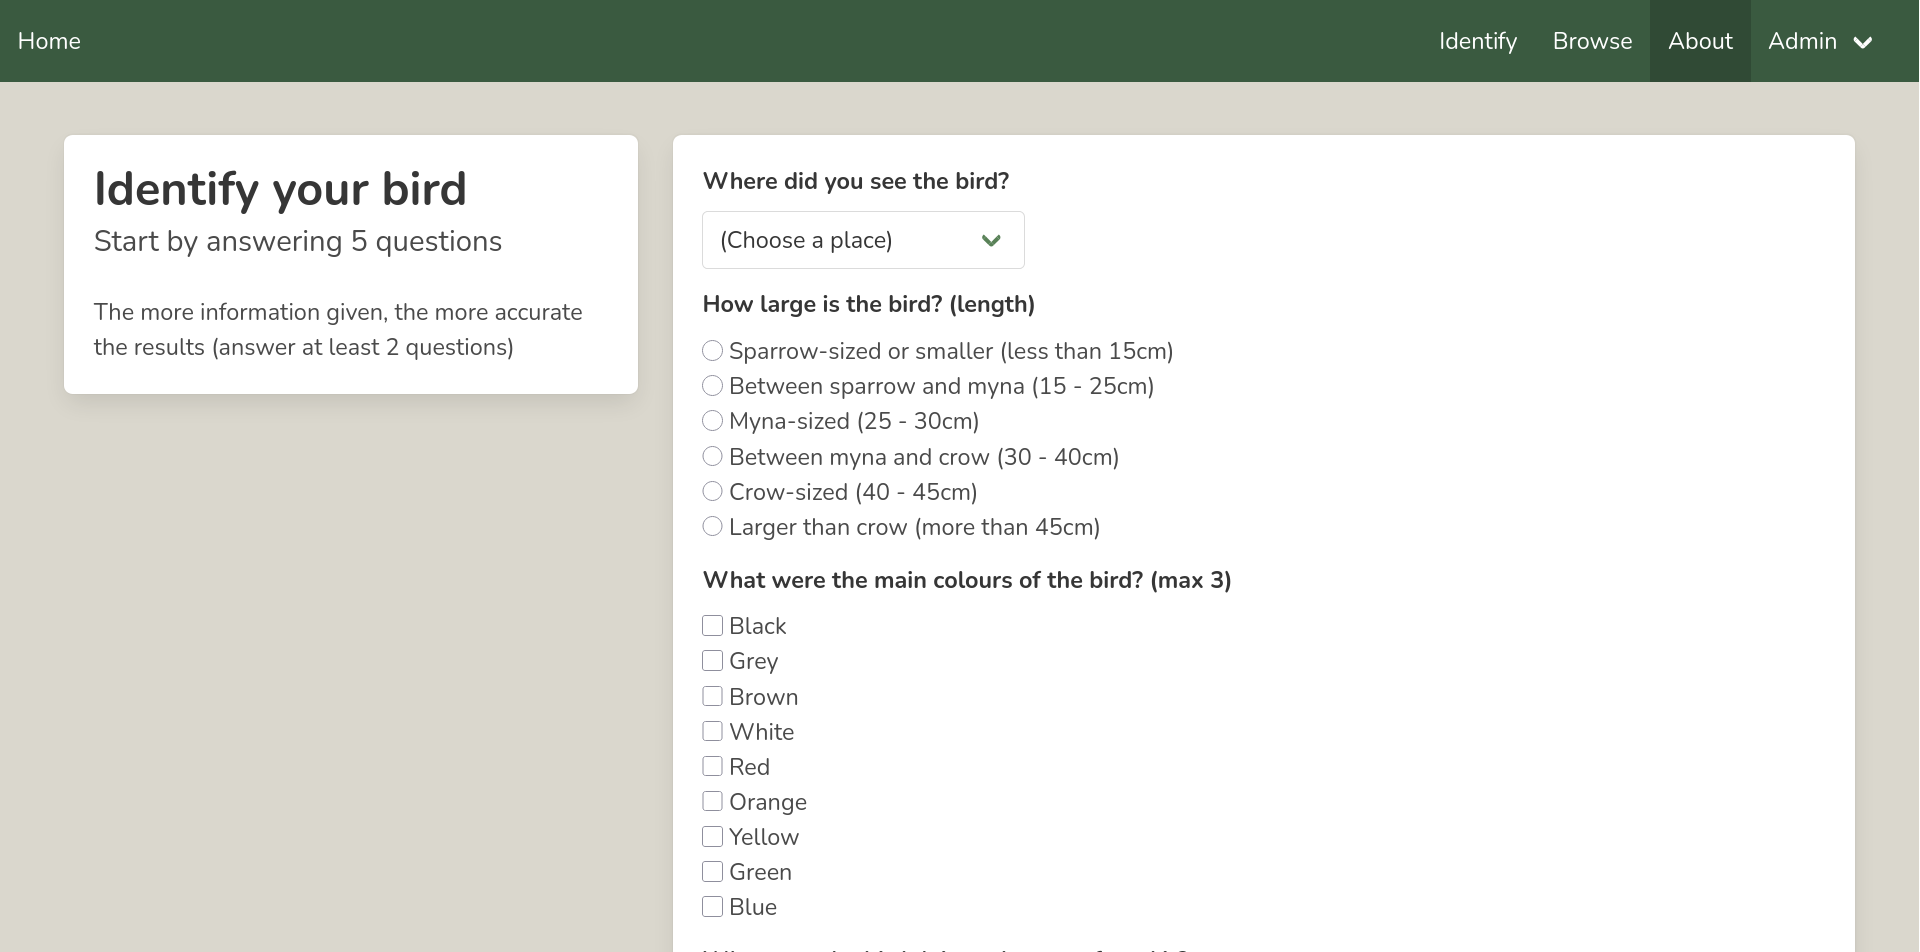 Home
Identify
Browse
About
Admin
Identify your bird
Start by answering 5 questions
The more information given, the more accurate
the results (answer at least 2 questions)
Where did you see the bird?
(Choose a place)
How large is the bird? (length)
Sparrow-sized or smaller (less than 15cm)
Between sparrow and myna (15 - 25cm)
Myna-sized (25 - 30cm)
Between myna and crow (30 - 40cm)
Crow-sized (40 - 45cm)
Larger than crow (more than 45cm)
What were the main colours of the bird? (max 3)
Black
Grey
Brown
White
Red
Orange
Yellow
Green
Blue